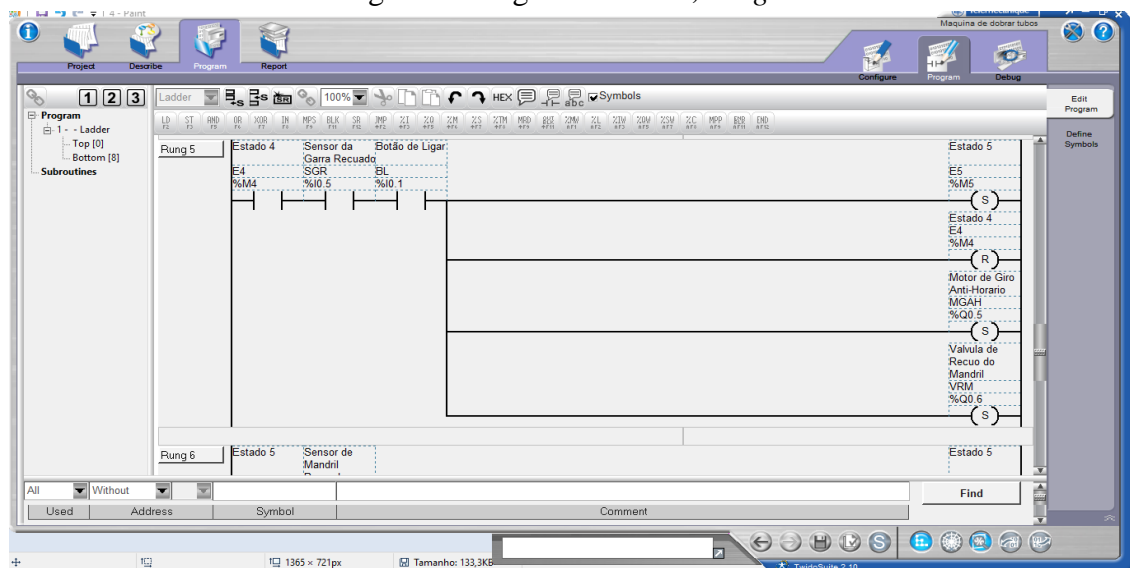 4 - Paint
Telemecanique
Maquina de dobrar tubos
Project Describe Program Report
Configure Program Debug
1 2 3 Ladder 100% HEX Symbols
Edit
Program
Define
Symbols
Program
1 - - Ladder
Top [0]
Bottom [8]
Subroutines
LD ST AND OR XOR IN MPS BLK SR JMP
Rung 5
Estado 4 Sensor da Botão de Ligar Estado 5
Garra Recuado
E4 SGR BL E5
%M4 %I0.5 %I0.1 %M5
S
Estado 4
E4
%M4
R
Motor de Giro
Anti-Horario
MGAH
%Q0.5
S
Valvula de
Recuo do
Mandril
VRM
%Q0.6
S
Rung 6 Estado 5 Sensor de Estado 5
Mandril
All Without Find
Used Address Symbol Comment
1365 × 721px Tamanho: 133,3KB
TwidoSuite 2.10